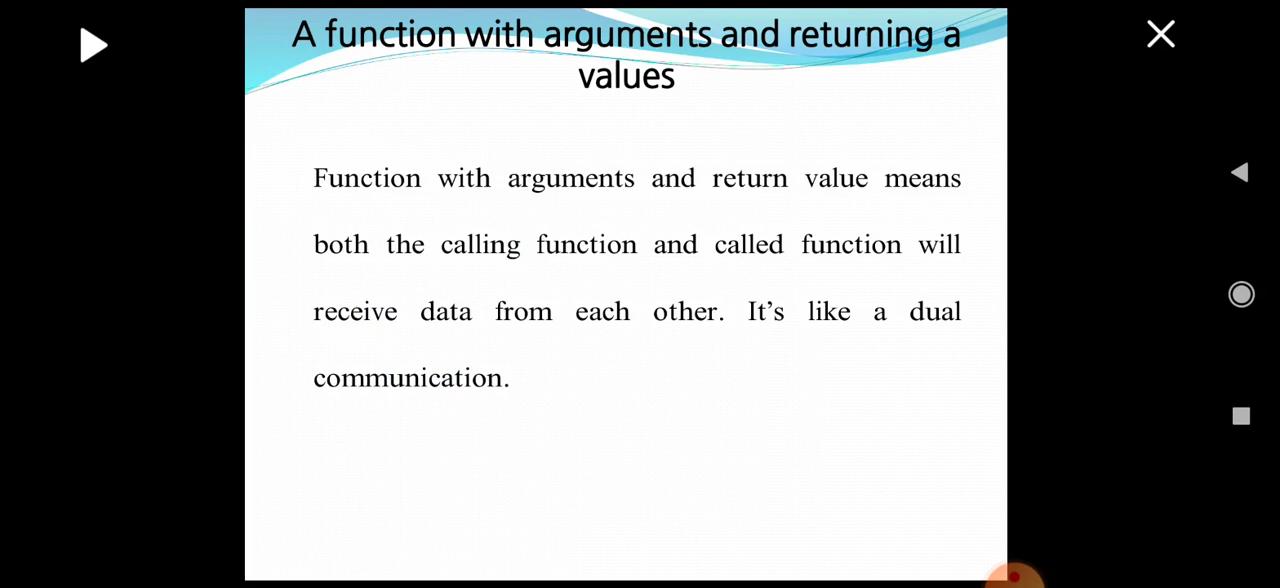 A function with arguments and returning a
values
Function with arguments and return value means
both the calling function and called function will
receive data from each other. It’s like a dual
communication.